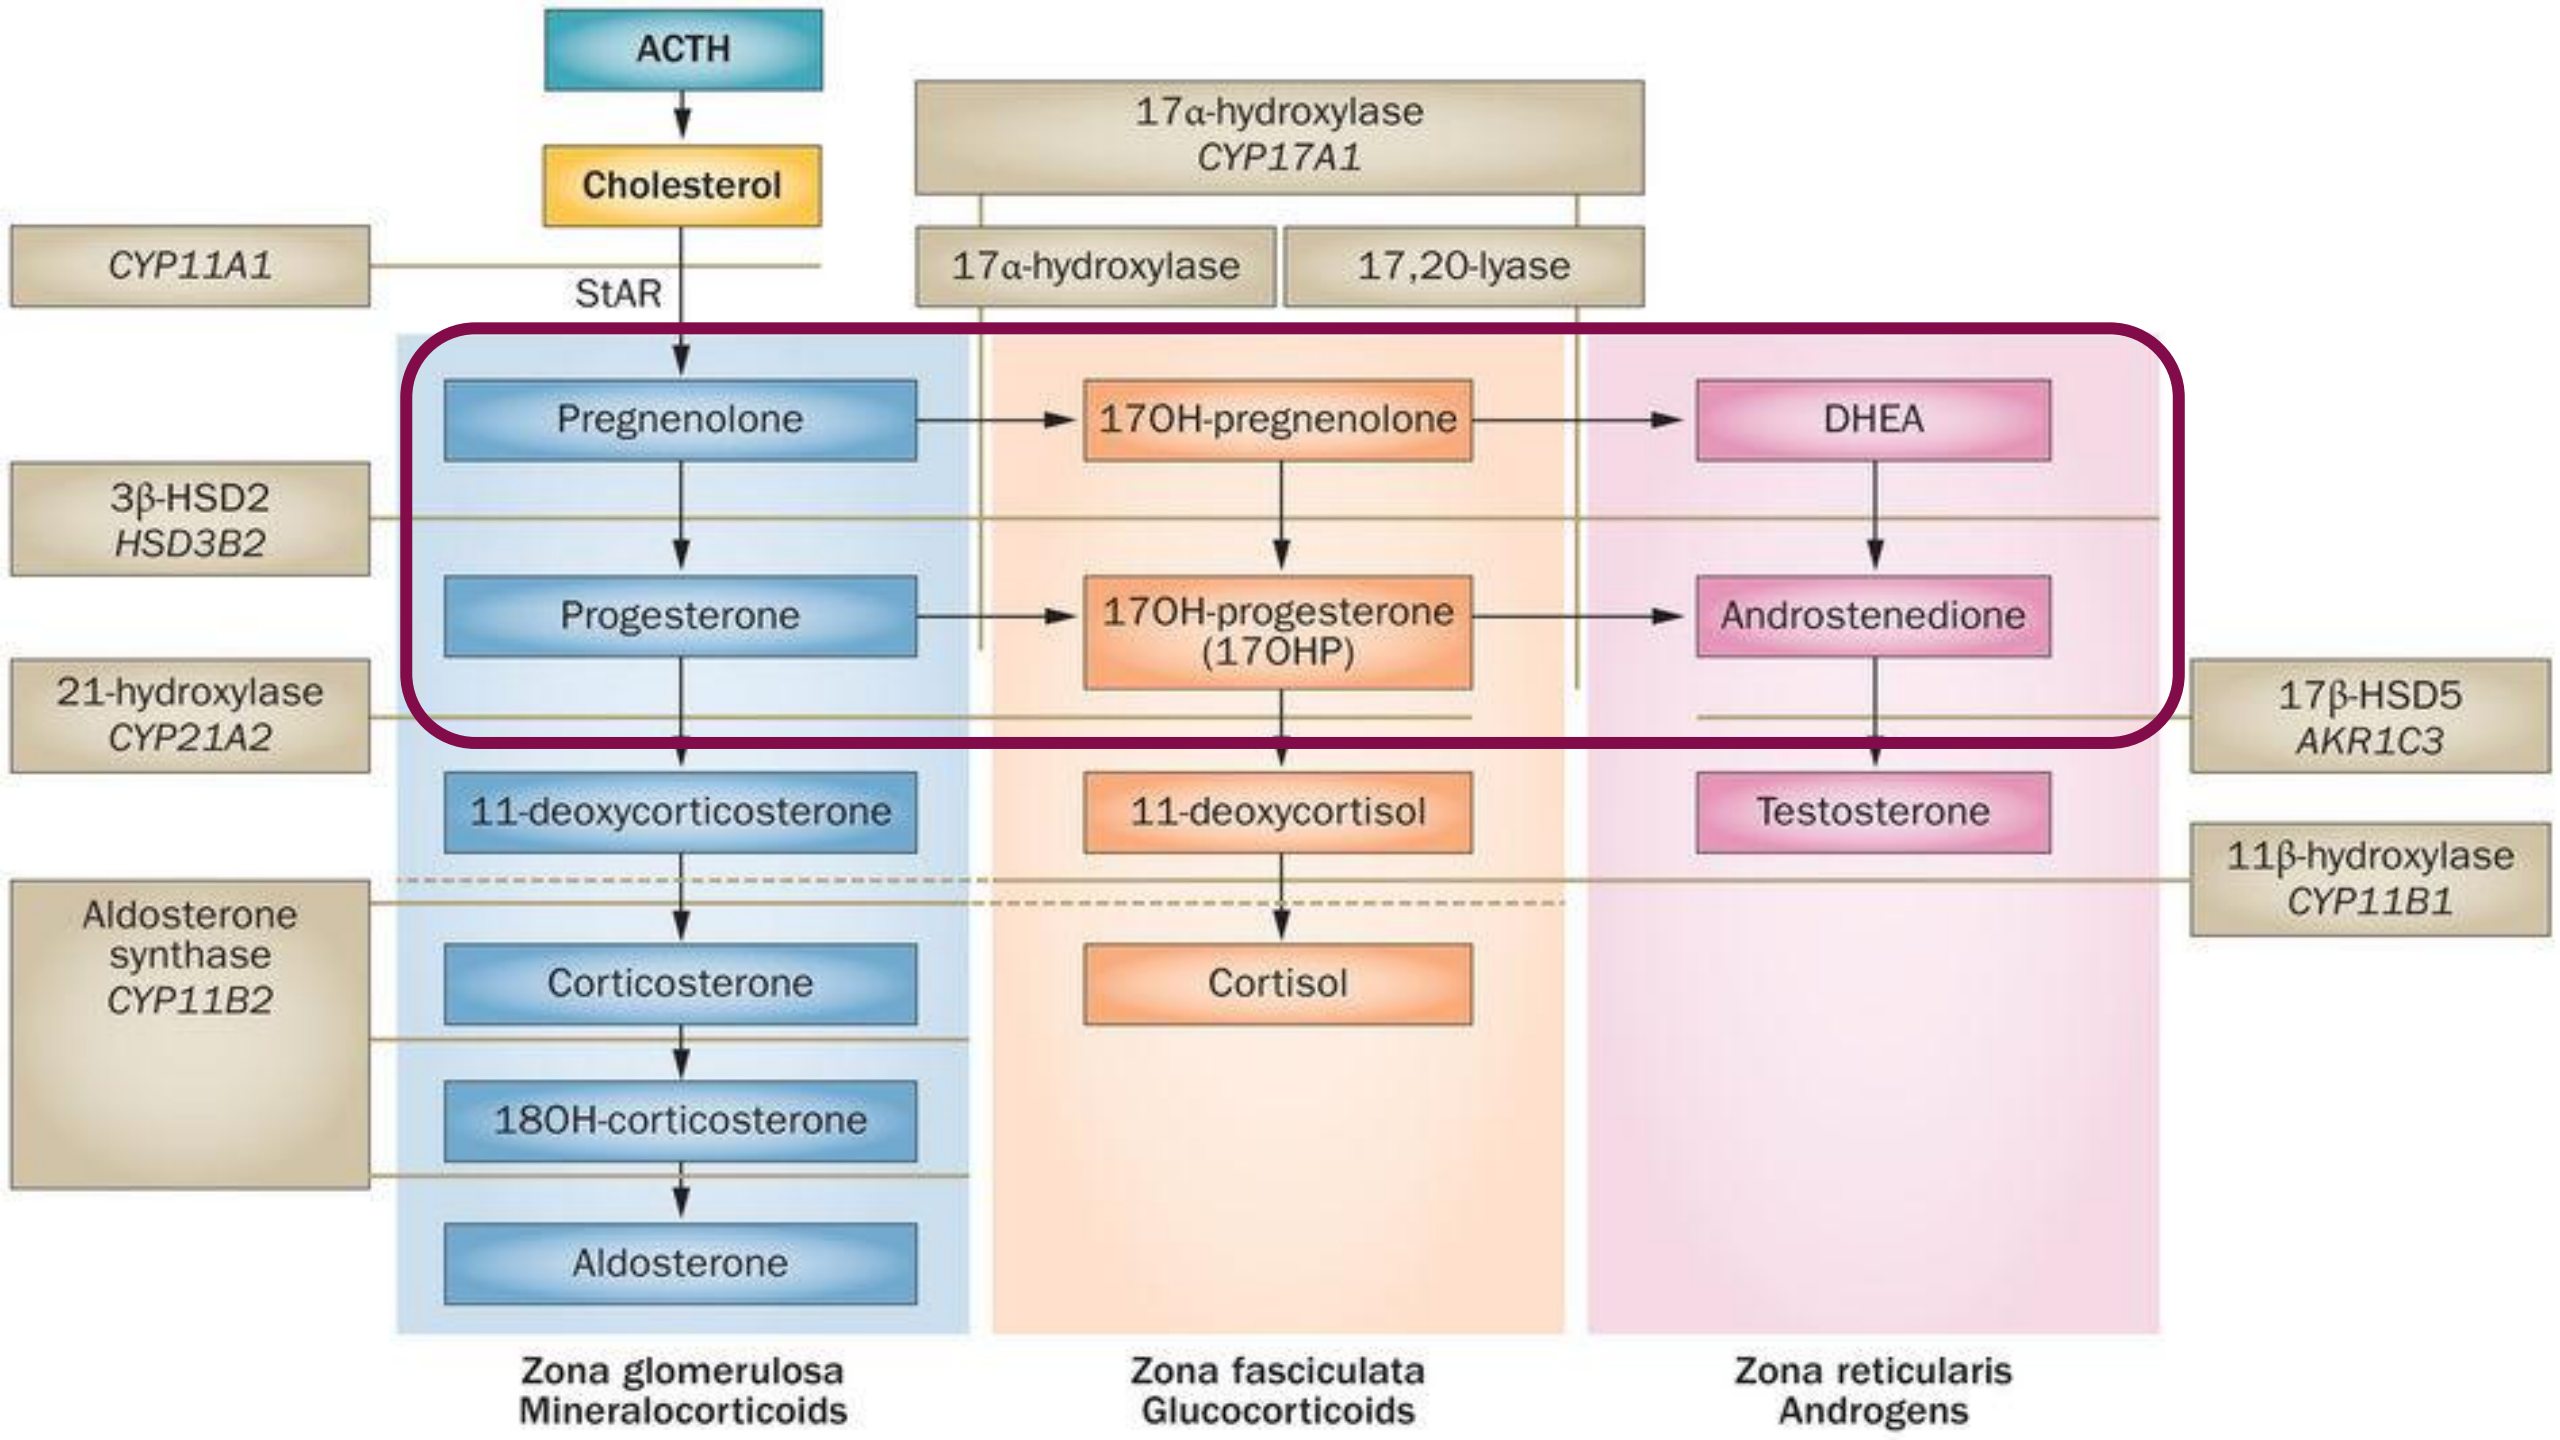 ACTH
17α-hydroxylase
CYP17A1
Cholesterol
CYP11A1
StAR
17α-hydroxylase
17,20-lyase
Pregnenolone
17OH-pregnenolone
DHEA
3β-HSD2
HSD3B2
Progesterone
17OH-progesterone
(17OHP)
Androstenedione
21-hydroxylase
CYP21A2
17β-HSD5
AKR1C3
11-deoxycorticosterone
11-deoxycortisol
Testosterone
11β-hydroxylase
CYP11B1
Aldosterone
synthase
CYP11B2
Corticosterone
Cortisol
18OH-corticosterone
Aldosterone
Zona glomerulosa
Mineralocorticoids
Zona fasciculata
Glucocorticoids
Zona reticularis
Androgens